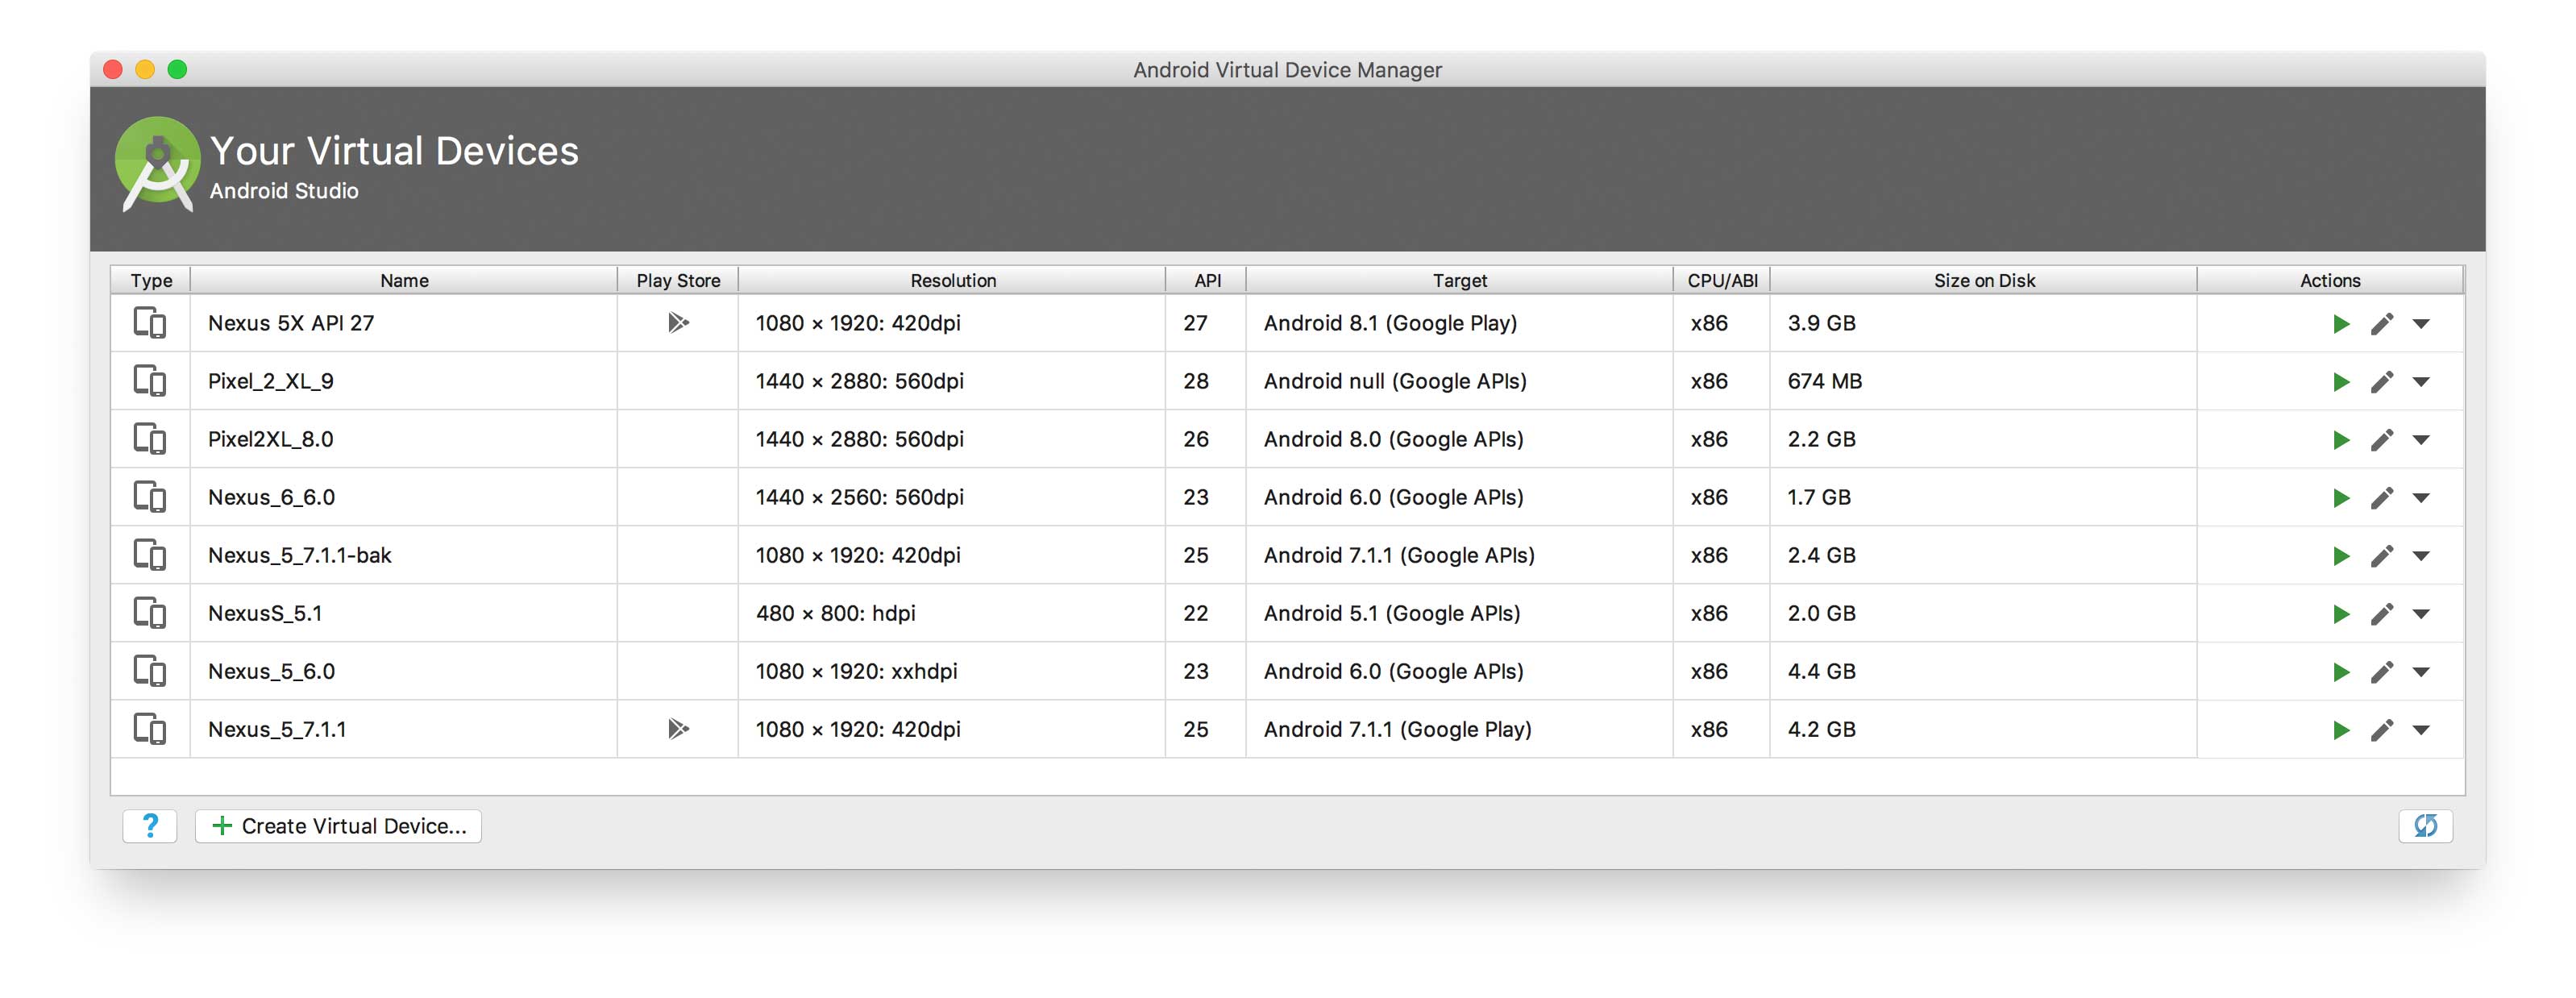 Android Virtual Device Manager
Your Virtual Devices
Android Studio
Type Name Play Store Resolution API Target CPU/ABI Size on Disk Actions
Nexus 5X API 27 1080 × 1920: 420dpi 27 Android 8.1 (Google Play) x86 3.9 GB
Pixel_2_XL_9 1440 × 2880: 560dpi 28 Android null (Google APIs) x86 674 MB
Pixel2XL_8.0 1440 × 2880: 560dpi 26 Android 8.0 (Google APIs) x86 2.2 GB
Nexus_6_6.0 1440 × 2560: 560dpi 23 Android 6.0 (Google APIs) x86 1.7 GB
Nexus_5_7.1.1-bak 1080 × 1920: 420dpi 25 Android 7.1.1 (Google APIs) x86 2.4 GB
NexusS_5.1 480 × 800: hdpi 22 Android 5.1 (Google APIs) x86 2.0 GB
Nexus_5_6.0 1080 × 1920: xxhdpi 23 Android 6.0 (Google APIs) x86 4.4 GB
Nexus_5_7.1.1 1080 × 1920: 420dpi 25 Android 7.1.1 (Google Play) x86 4.2 GB
? + Create Virtual Device...